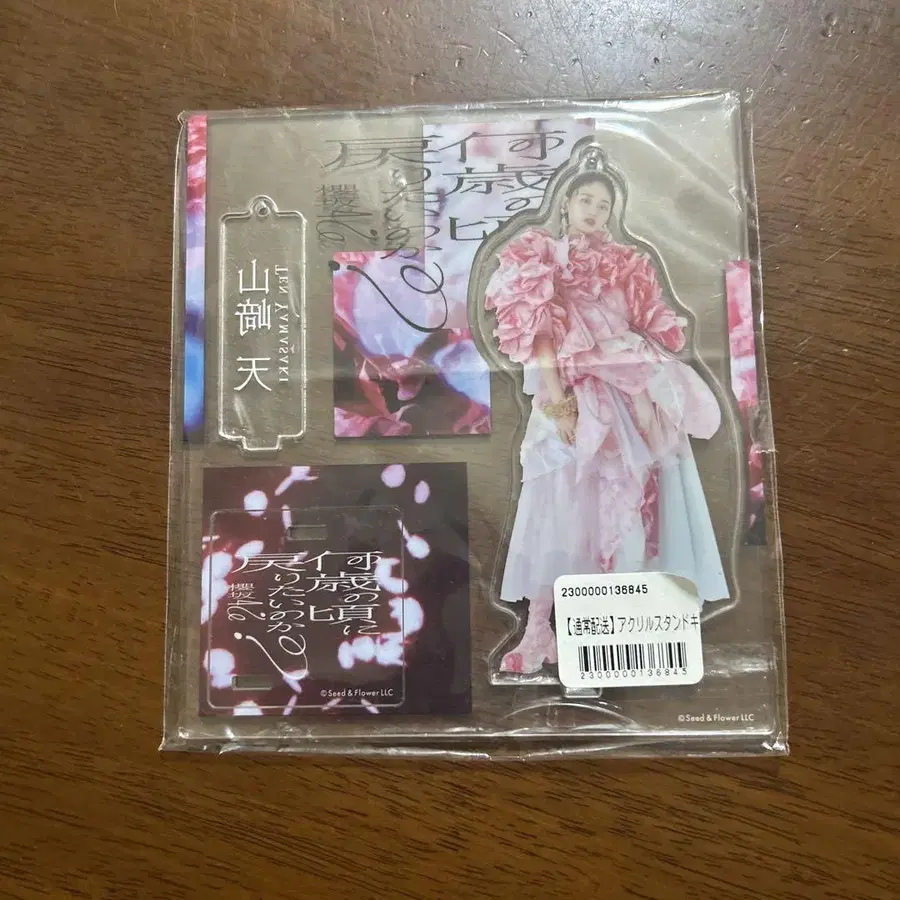 何歳の頃に
戻りたいのか?
櫻坂46
山﨑 天
TEN YAMASAKI
何歳の頃に
戻りたいのか?
櫻坂46
©Seed & Flower LLC
2300000136845
【通常配送】アクリルスタンドキ
2300000136845
©Seed & Flower LLC